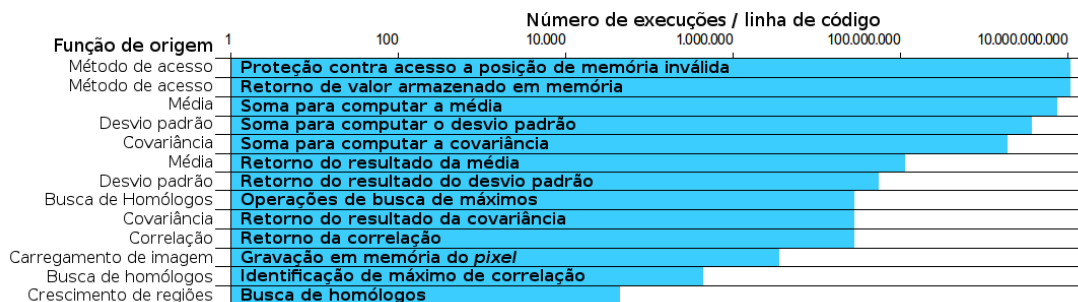 Número de execuções / linha de código
Função de origem 1 100 10.000 1.000.000 100.000.000 10.000.000.000
Método de acesso Proteção contra acesso a posição de memória inválida
Método de acesso Retorno de valor armazenado em memória
Média Soma para computar a média
Desvio padrão Soma para computar o desvio padrão
Covariância Soma para computar a covariância
Média Retorno do resultado da média
Desvio padrão Retorno do resultado do desvio padrão
Busca de Homólogos Operações de busca de máximos
Covariância Retorno do resultado da covariância
Correlação Retorno da correlação
Carregamento de imagem Gravação em memória do pixel
Busca de homólogos Identificação de máximo de correlação
Crescimento de regiões Busca de homólogos